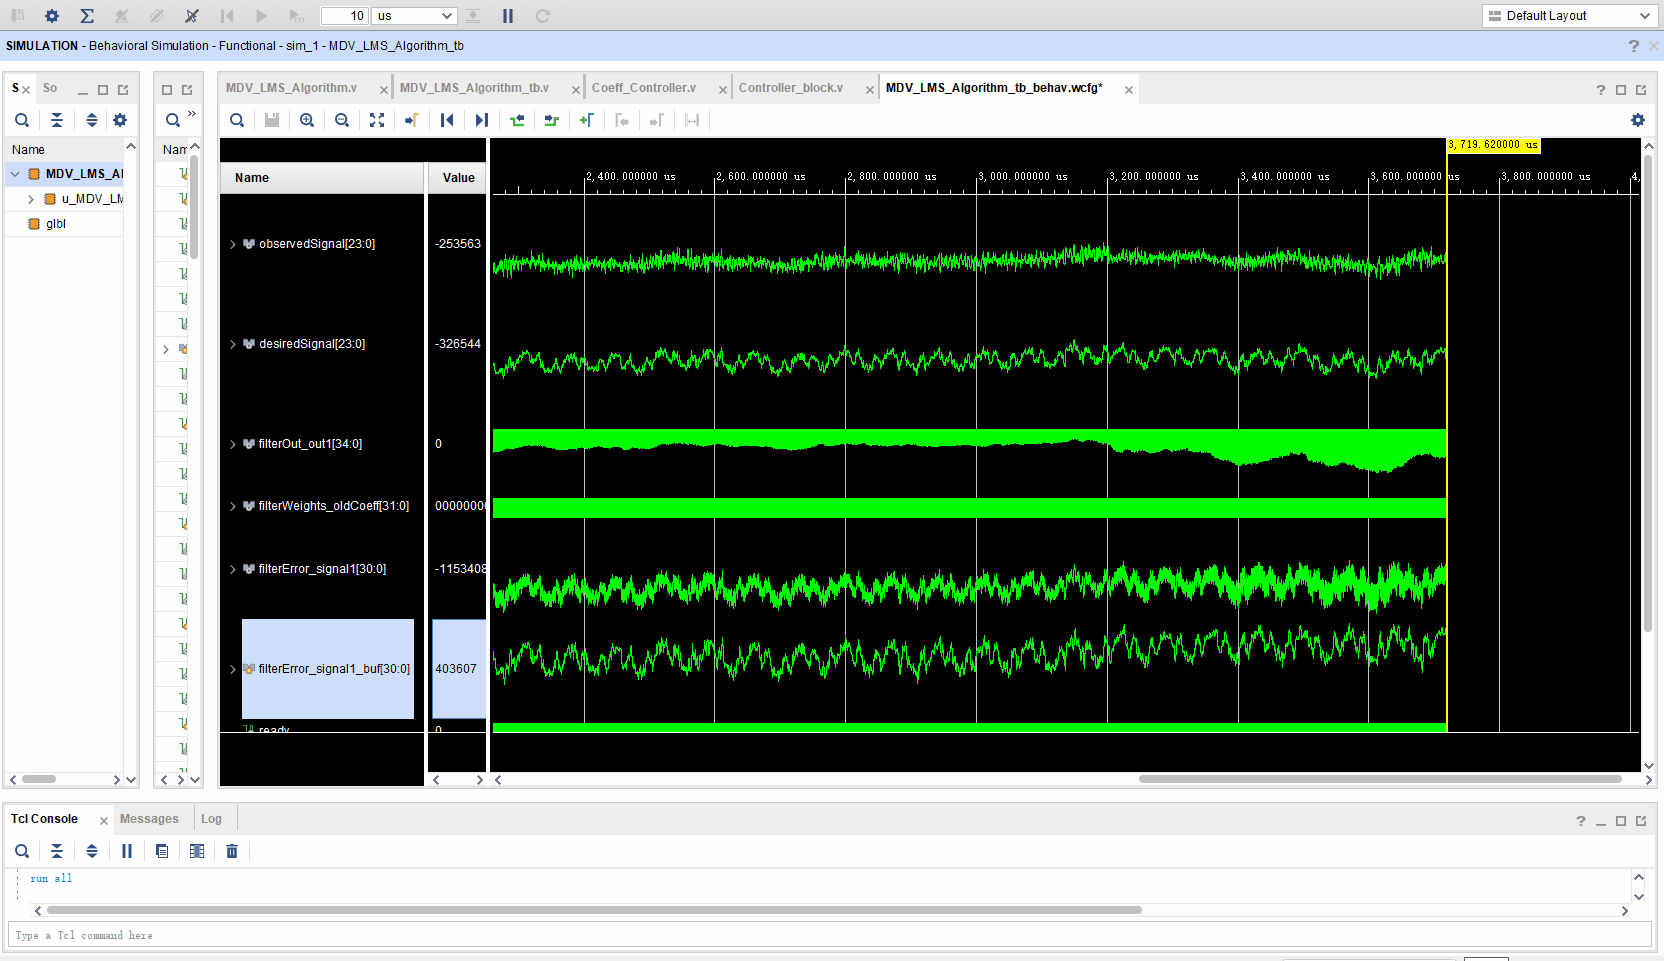 10 us
Default Layout
SIMULATION - Behavioral Simulation - Functional - sim_1 - MDV_LMS_Algorithm_tb
S So
MDV_LMS_Algorithm.v MDV_LMS_Algorithm_tb.v Coeff_Controller.v Controller_block.v MDV_LMS_Algorithm_tb_behav.wcfg*
Name
MDV_LMS_Al
u_MDV_LM
glbl
Nam
3,719.620000 us
Name Value
2,400.000000 us 2,600.000000 us 2,800.000000 us 3,000.000000 us 3,200.000000 us 3,400.000000 us 3,600.000000 us 3,800.000000 us 4,
observedSignal[23:0] -253563
desiredSignal[23:0] -326544
filterOut_out1[34:0] 0
filterWeights_oldCoeff[31:0] 00000000
filterError_signal1[30:0] -1153408
filterError_signal1_buf[30:0] 403607
ready 0
Tcl Console Messages Log
run all
Type a Tcl command here